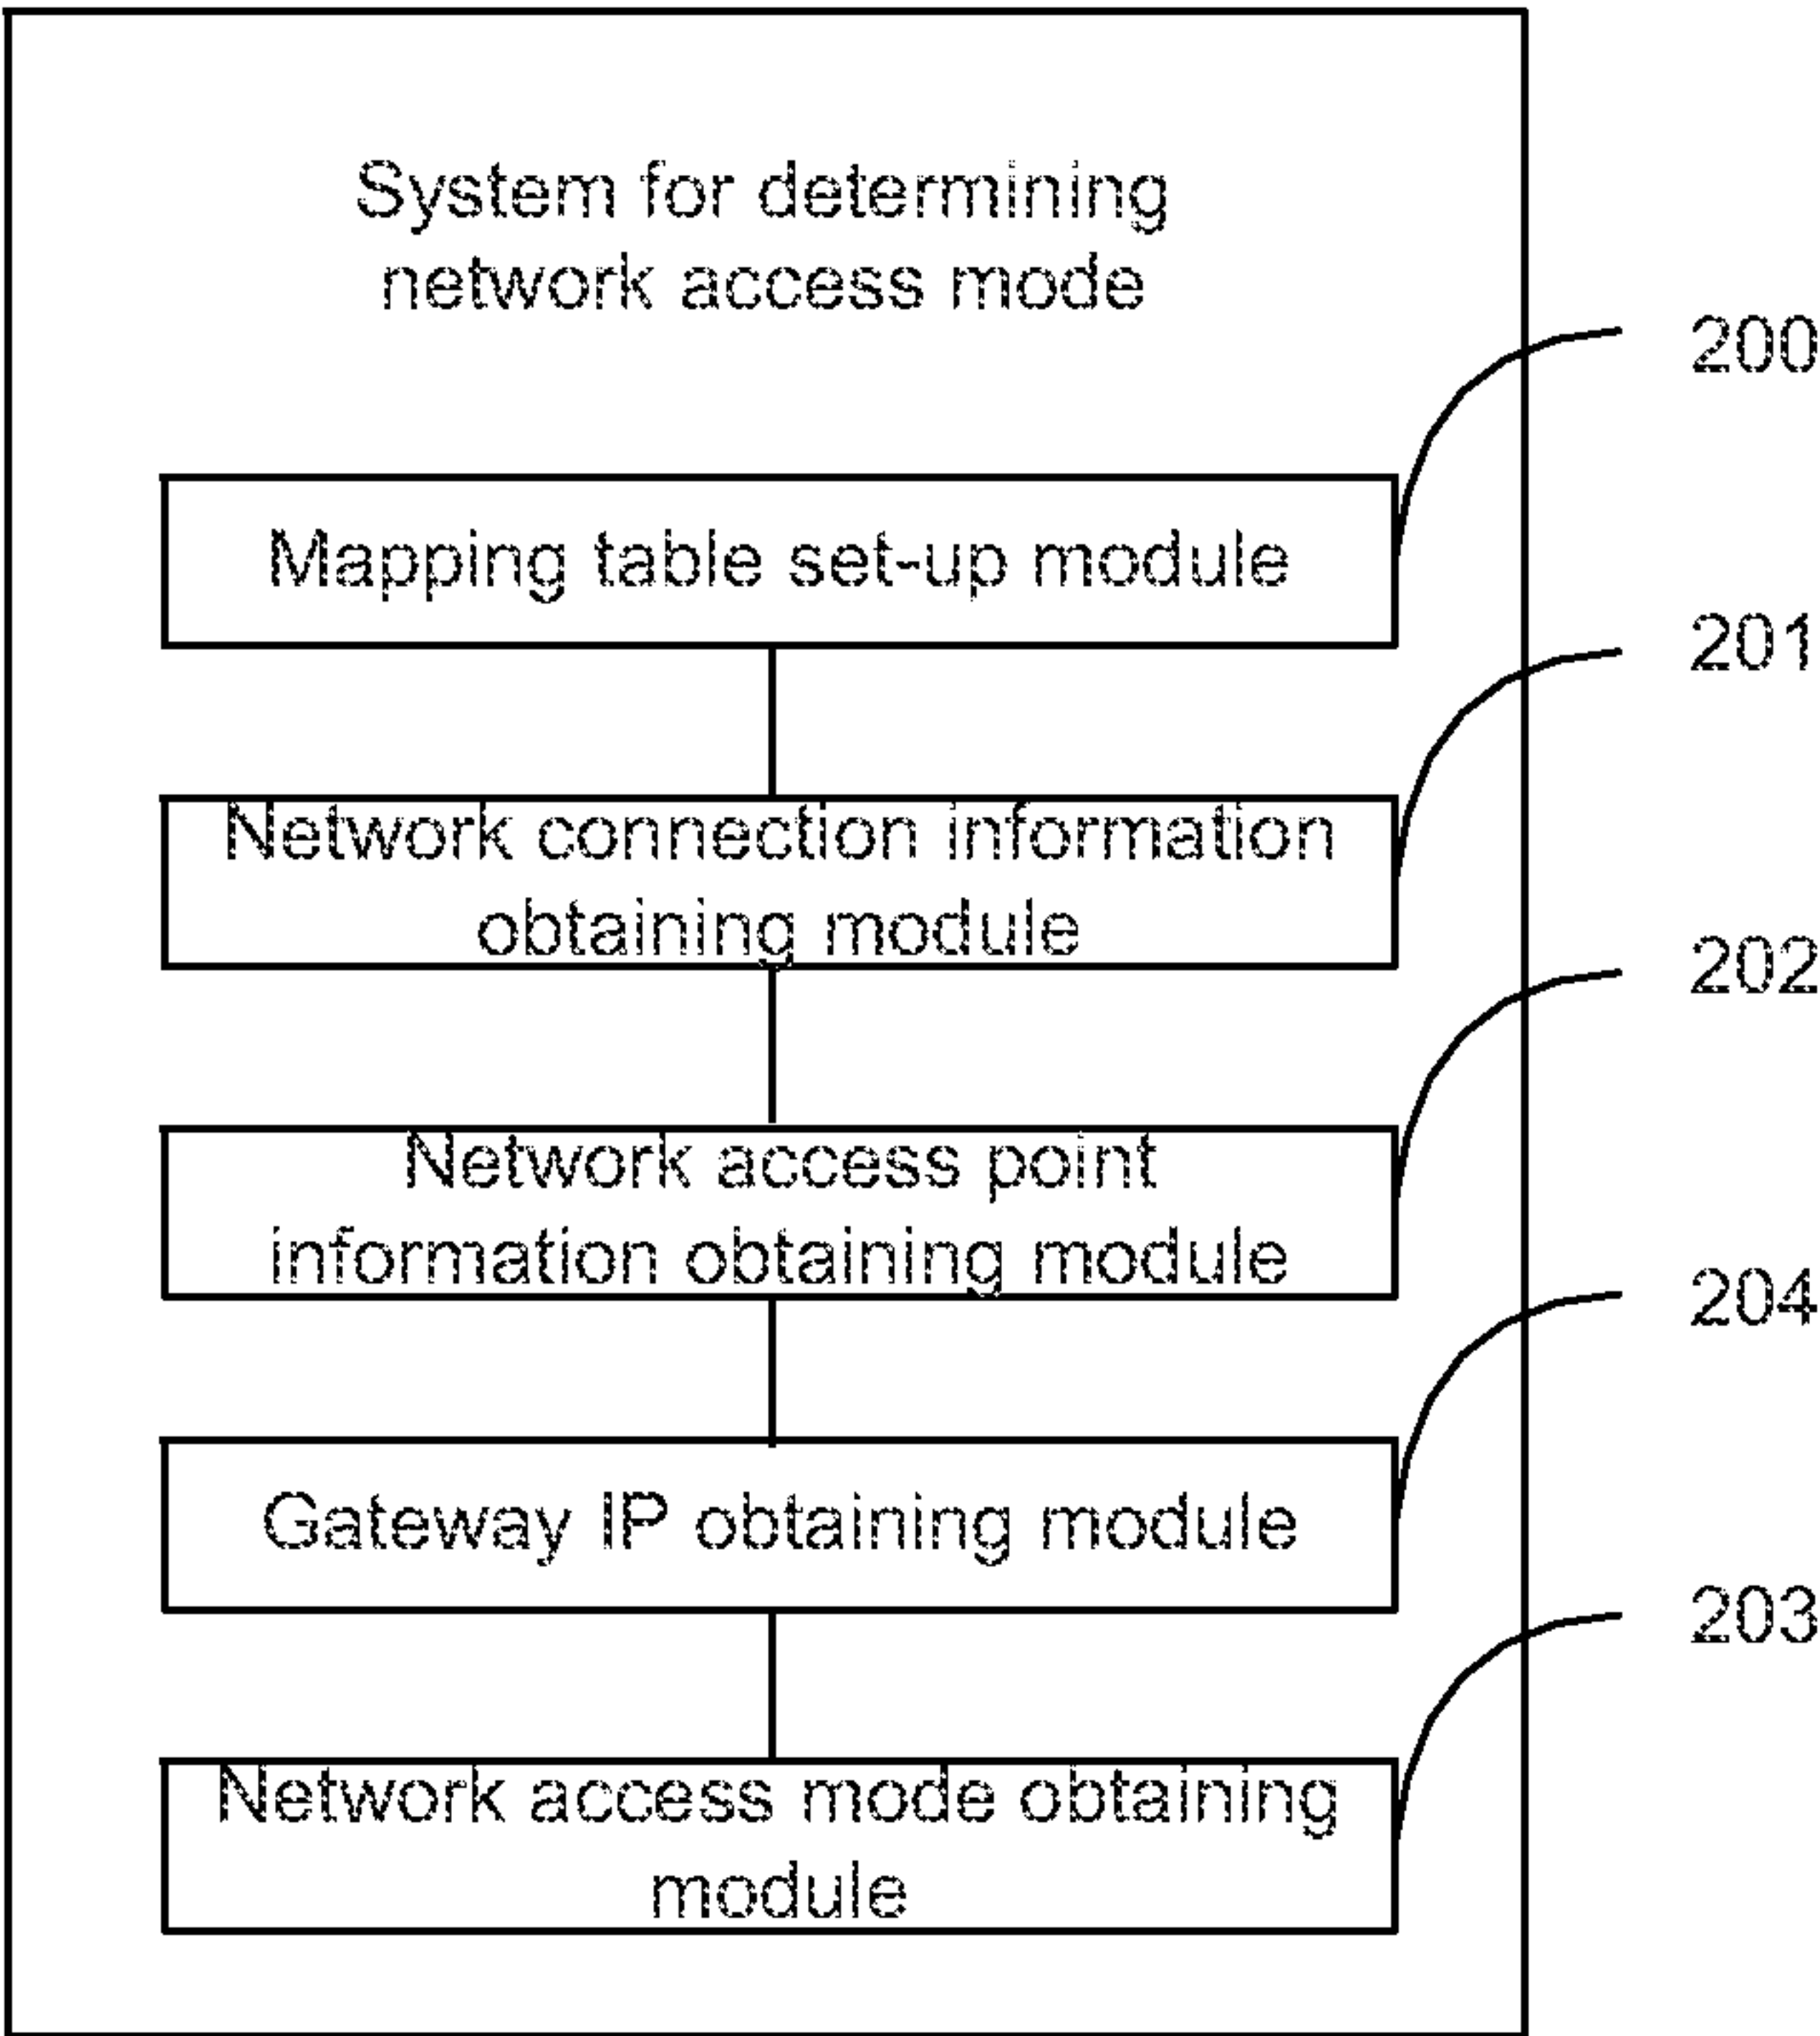 System for determining
network access mode
200
Mapping table set-up module
201
Network connection information
obtaining module
202
Network access point
information obtaining module
204
Gateway IP obtaining module
203
Network access mode obtaining
module